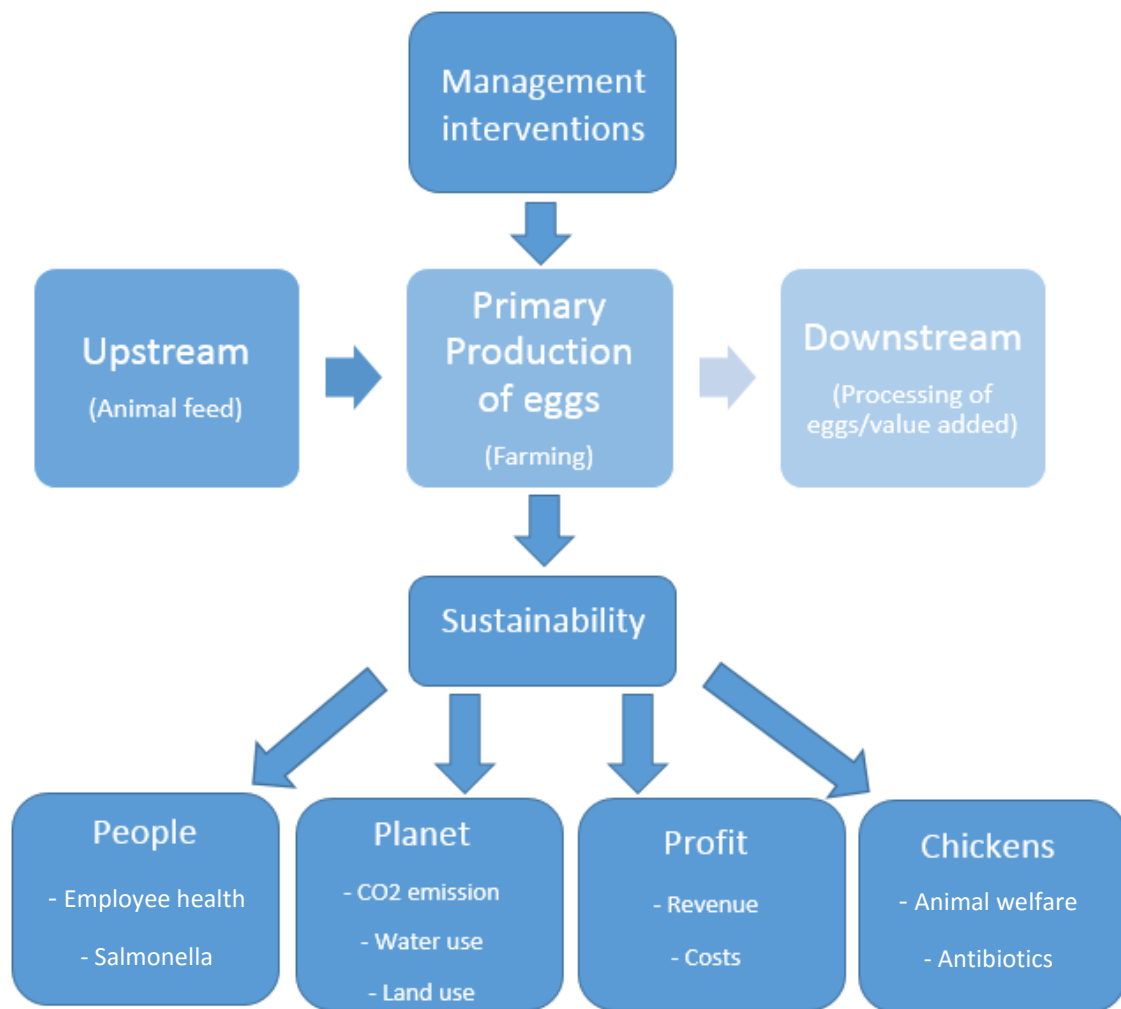 Management
interventions
Upstream
(Animal feed)
Primary
Production
of eggs
(Farming)
Downstream
(Processing of
eggs/value added)
Sustainability
People
- Employee health
- Salmonella
Planet
- CO2 emission
- Water use
- Land use
Profit
- Revenue
- Costs
Chickens
- Animal welfare
- Antibiotics